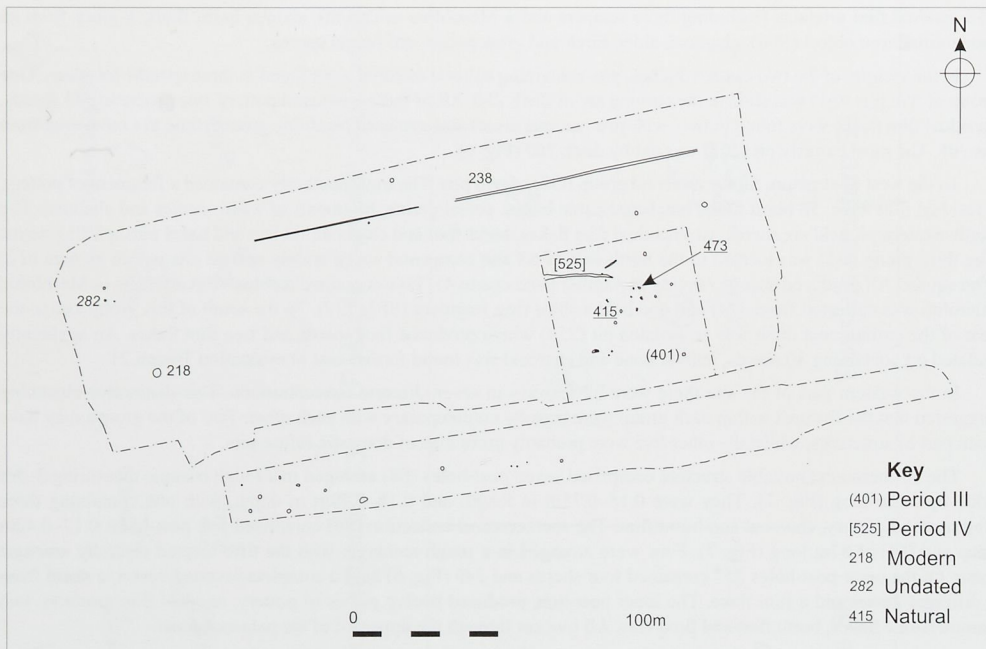 N
238
473
[525]
282
415
218
(401)
Key
(401) Period III
[525] Period IV
218 Modern
282 Undated
415 Natural
0 100m